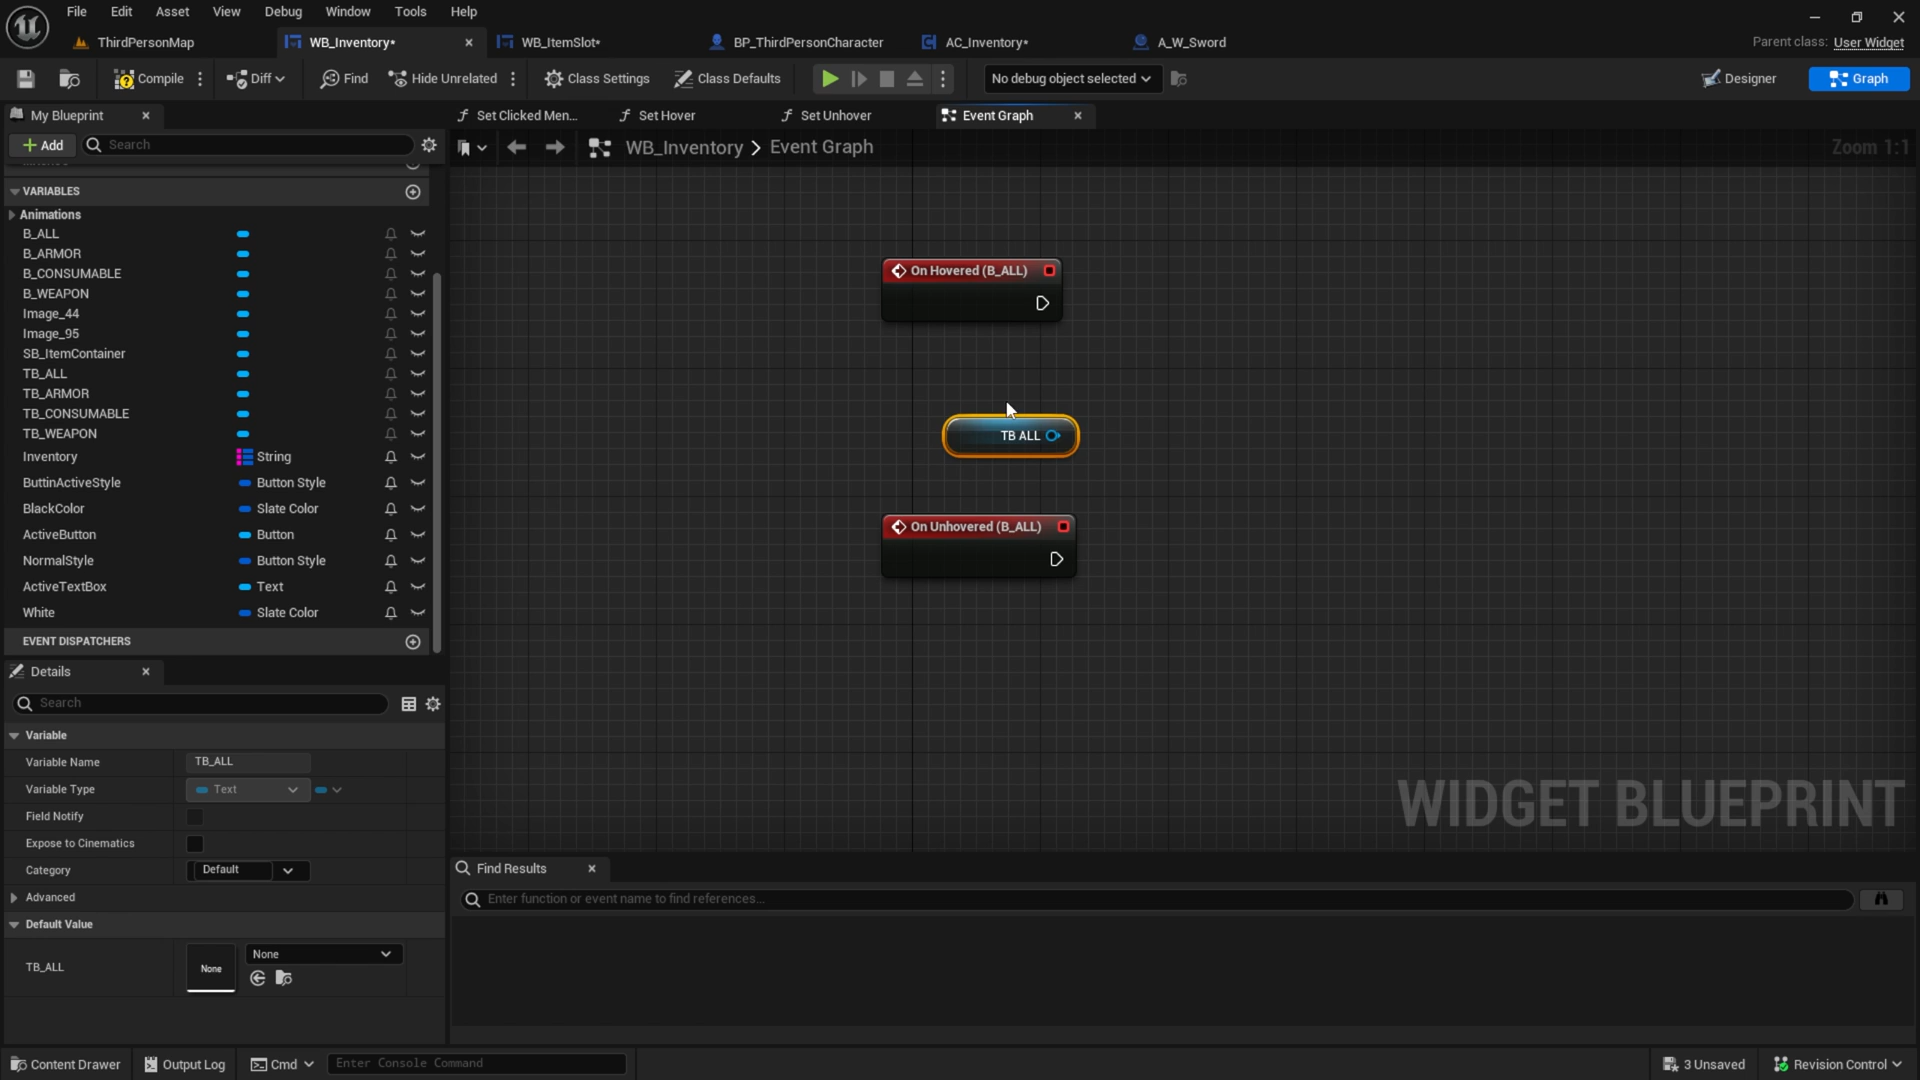 File Edit Asset View Debug Window Tools Help
ThirdPersonMap WB_Inventory* WB_ItemSlot* BP_ThirdPersonCharacter AC_Inventory* A_W_Sword Parent class: User Widget
Compile Diff Find Hide Unrelated Class Settings Class Defaults No debug object selected Designer Graph
My Blueprint Set Clicked Men... Set Hover Set Unhover Event Graph
Add Search WB_Inventory > Event Graph Zoom 1:1
VARIABLES
Animations
B_ALL
B_ARMOR
B_CONSUMABLE
B_WEAPON
Image_44
Image_95
SB_ItemContainer
TB_ALL
TB_ARMOR
TB_CONSUMABLE
TB_WEAPON
Inventory String
ButtinActiveStyle Button Style
BlackColor Slate Color
ActiveButton Button
NormalStyle Button Style
ActiveTextBox Text
White Slate Color
EVENT DISPATCHERS
On Hovered (B_ALL)
TB ALL
On Unhovered (B_ALL)
WIDGET BLUEPRINT
Details
Search
Variable
Variable Name TB_ALL
Variable Type Text
Field Notify
Expose to Cinematics
Category Default
Advanced
Default Value
TB_ALL None None
Find Results
Enter function or event name to find references...
Content Drawer Output Log Cmd Enter Console Command 3 Unsaved Revision Control